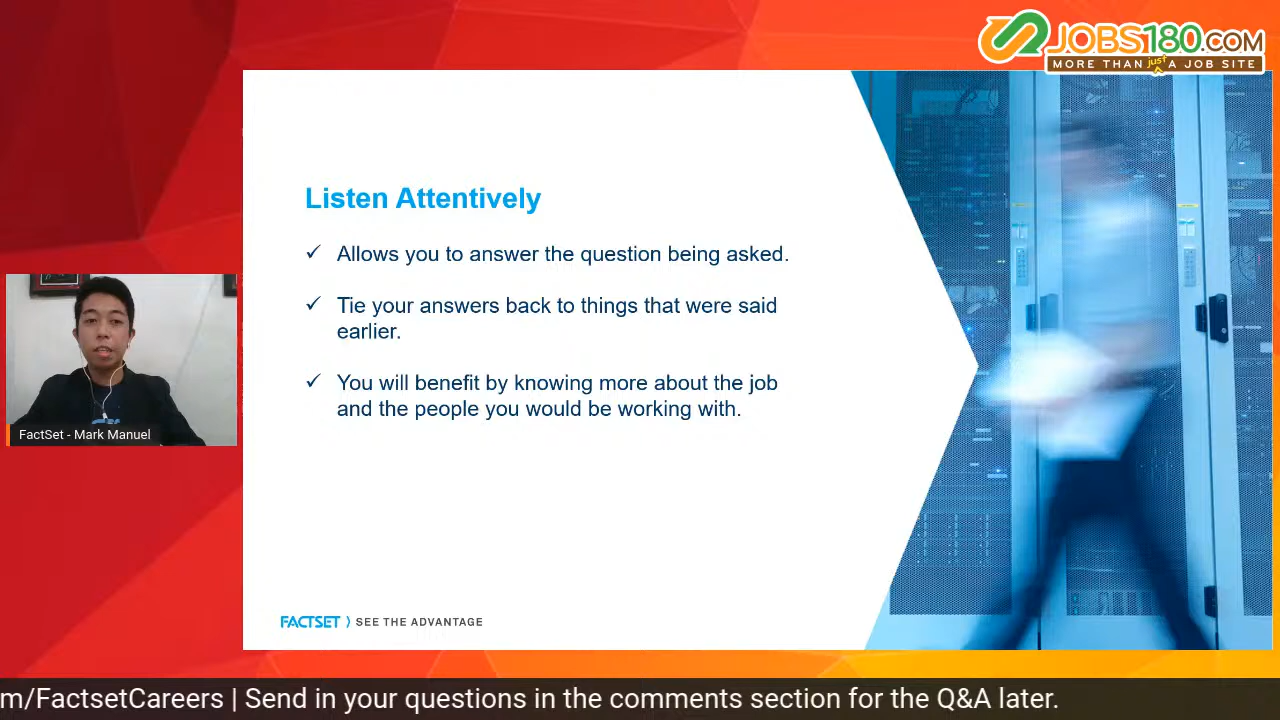 JOBS180.COM
MORE THAN just A JOB SITE
Listen Attentively
Allows you to answer the question being asked.
Tie your answers back to things that were said
earlier.
You will benefit by knowing more about the job
and the people you would be working with.
FactSet - Mark Manuel
FACTSET ⟩ SEE THE ADVANTAGE
m/FactsetCareers | Send in your questions in the comments section for the Q&A later.